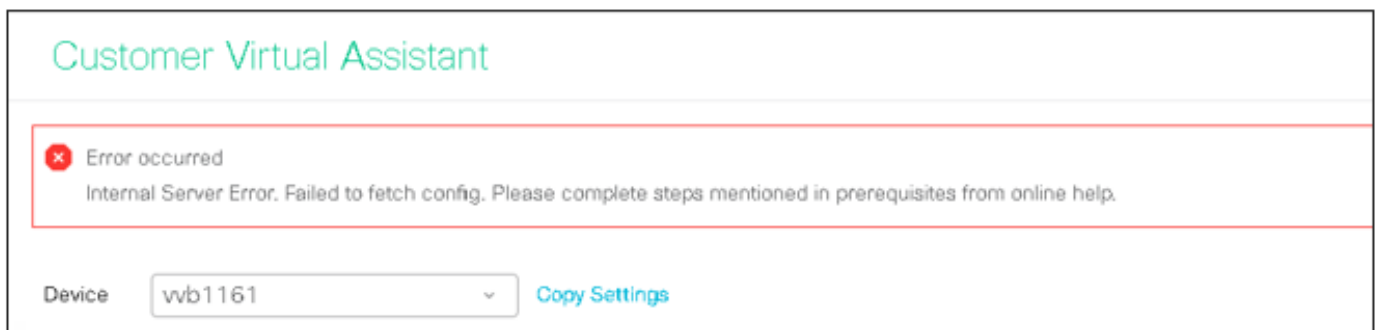 Customer Virtual Assistant
Error occurred
Internal Server Error. Failed to fetch config. Please complete steps mentioned in prerequisites from online help.
Device vvb1161 Copy Settings